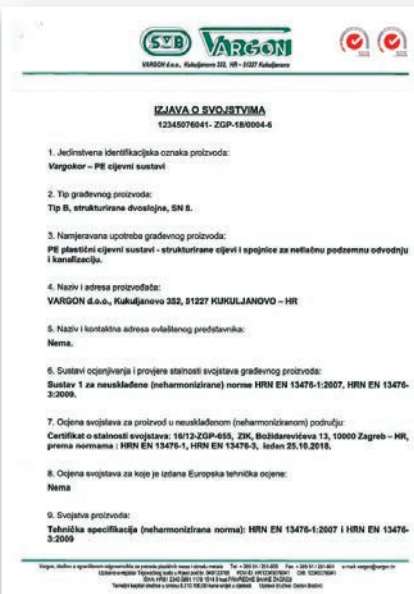 SVB VARGON
VARGON d.o.o., Kukuljanovo 352, HR – 51227 Kukuljanovo
IZJAVA O SVOJSTVIMA
12345076041- ZGP-18/0004-6
1. Jedinstvena identifikacijska oznaka proizvoda:
Vargokor – PE cijevni sustavi
2. Tip građevnog proizvoda:
Tip B, strukturirane dvoslojne, SN 8.
3. Namjeravana upotreba građevnog proizvoda:
PE plastični cijevni sustavi - strukturirane cijevi i spojnice za netlačnu podzemnu odvodnju
i kanalizaciju.
4. Naziv i adresa proizvođača:
VARGON d.o.o., Kukuljanovo 352, 51227 KUKULJANOVO – HR
5. Naziv i kontaktna adresa ovlaštenog predstavnika:
Nema.
6. Sustavi ocjenjivanja i provjere stalnosti svojstava građevnog proizvoda:
Sustav 1 za neusklađene (neharmonizirane) norme HRN EN 13476-1:2007, HRN EN 13476-
3:2009.
7. Ocjena svojstava za proizvod u neusklađenom (neharmoniziranom) području:
Certifikat o stalnosti svojstava: 16/12-ZGP-655, ZIK, Božidarevićeva 13, 10000 Zagreb – HR,
prema normama : HRN EN 13476-1, HRN EN 13476-3, izdan 25.10.2018.
8. Ocjena svojstava za koje je izdana Europska tehnička ocjene:
Nema
9. Svojstva proizvoda:
Tehnička specifikacija (neharmonizirana norma): HRN EN 13476-1:2007 i HRN EN 13476-
3:2009